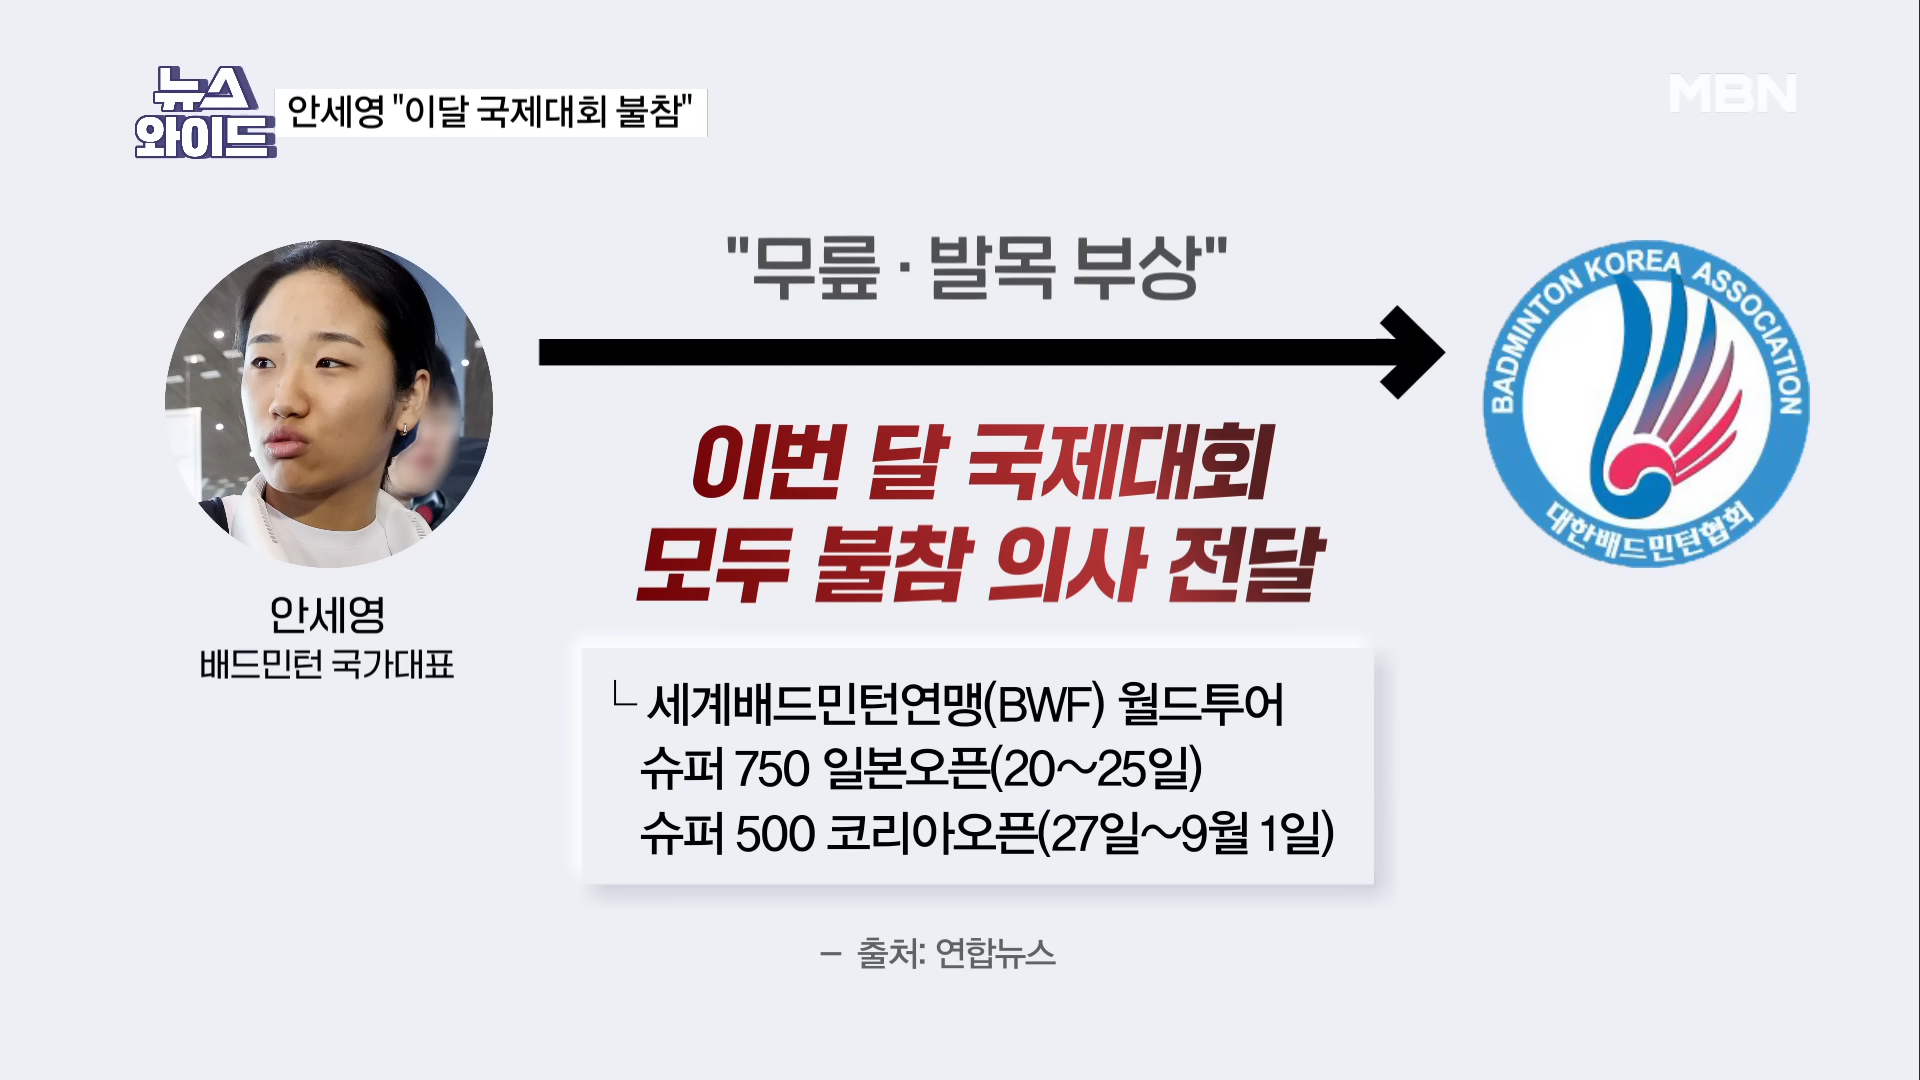 뉴스
와이드
안세영 "이달 국제대회 불참"
MBN
"무릎 · 발목 부상"
BADMINTON KOREA ASSOCIATION
대한배드민턴협회
이번 달 국제대회
모두 불참 의사 전달
안세영
배드민턴 국가대표
└ 세계배드민턴연맹(BWF) 월드투어
슈퍼 750 일본오픈(20~25일)
슈퍼 500 코리아오픈(27일~9월 1일)
– 출처: 연합뉴스